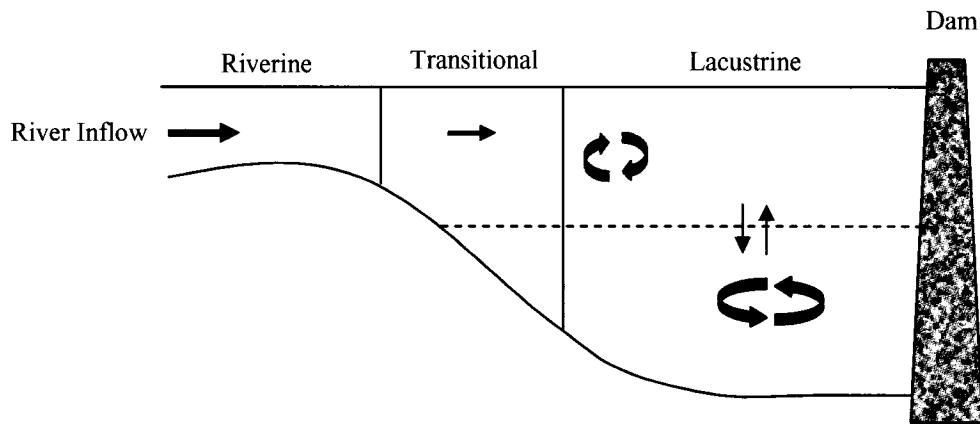 Dam
Riverine
Transitional
Lacustrine
River Inflow